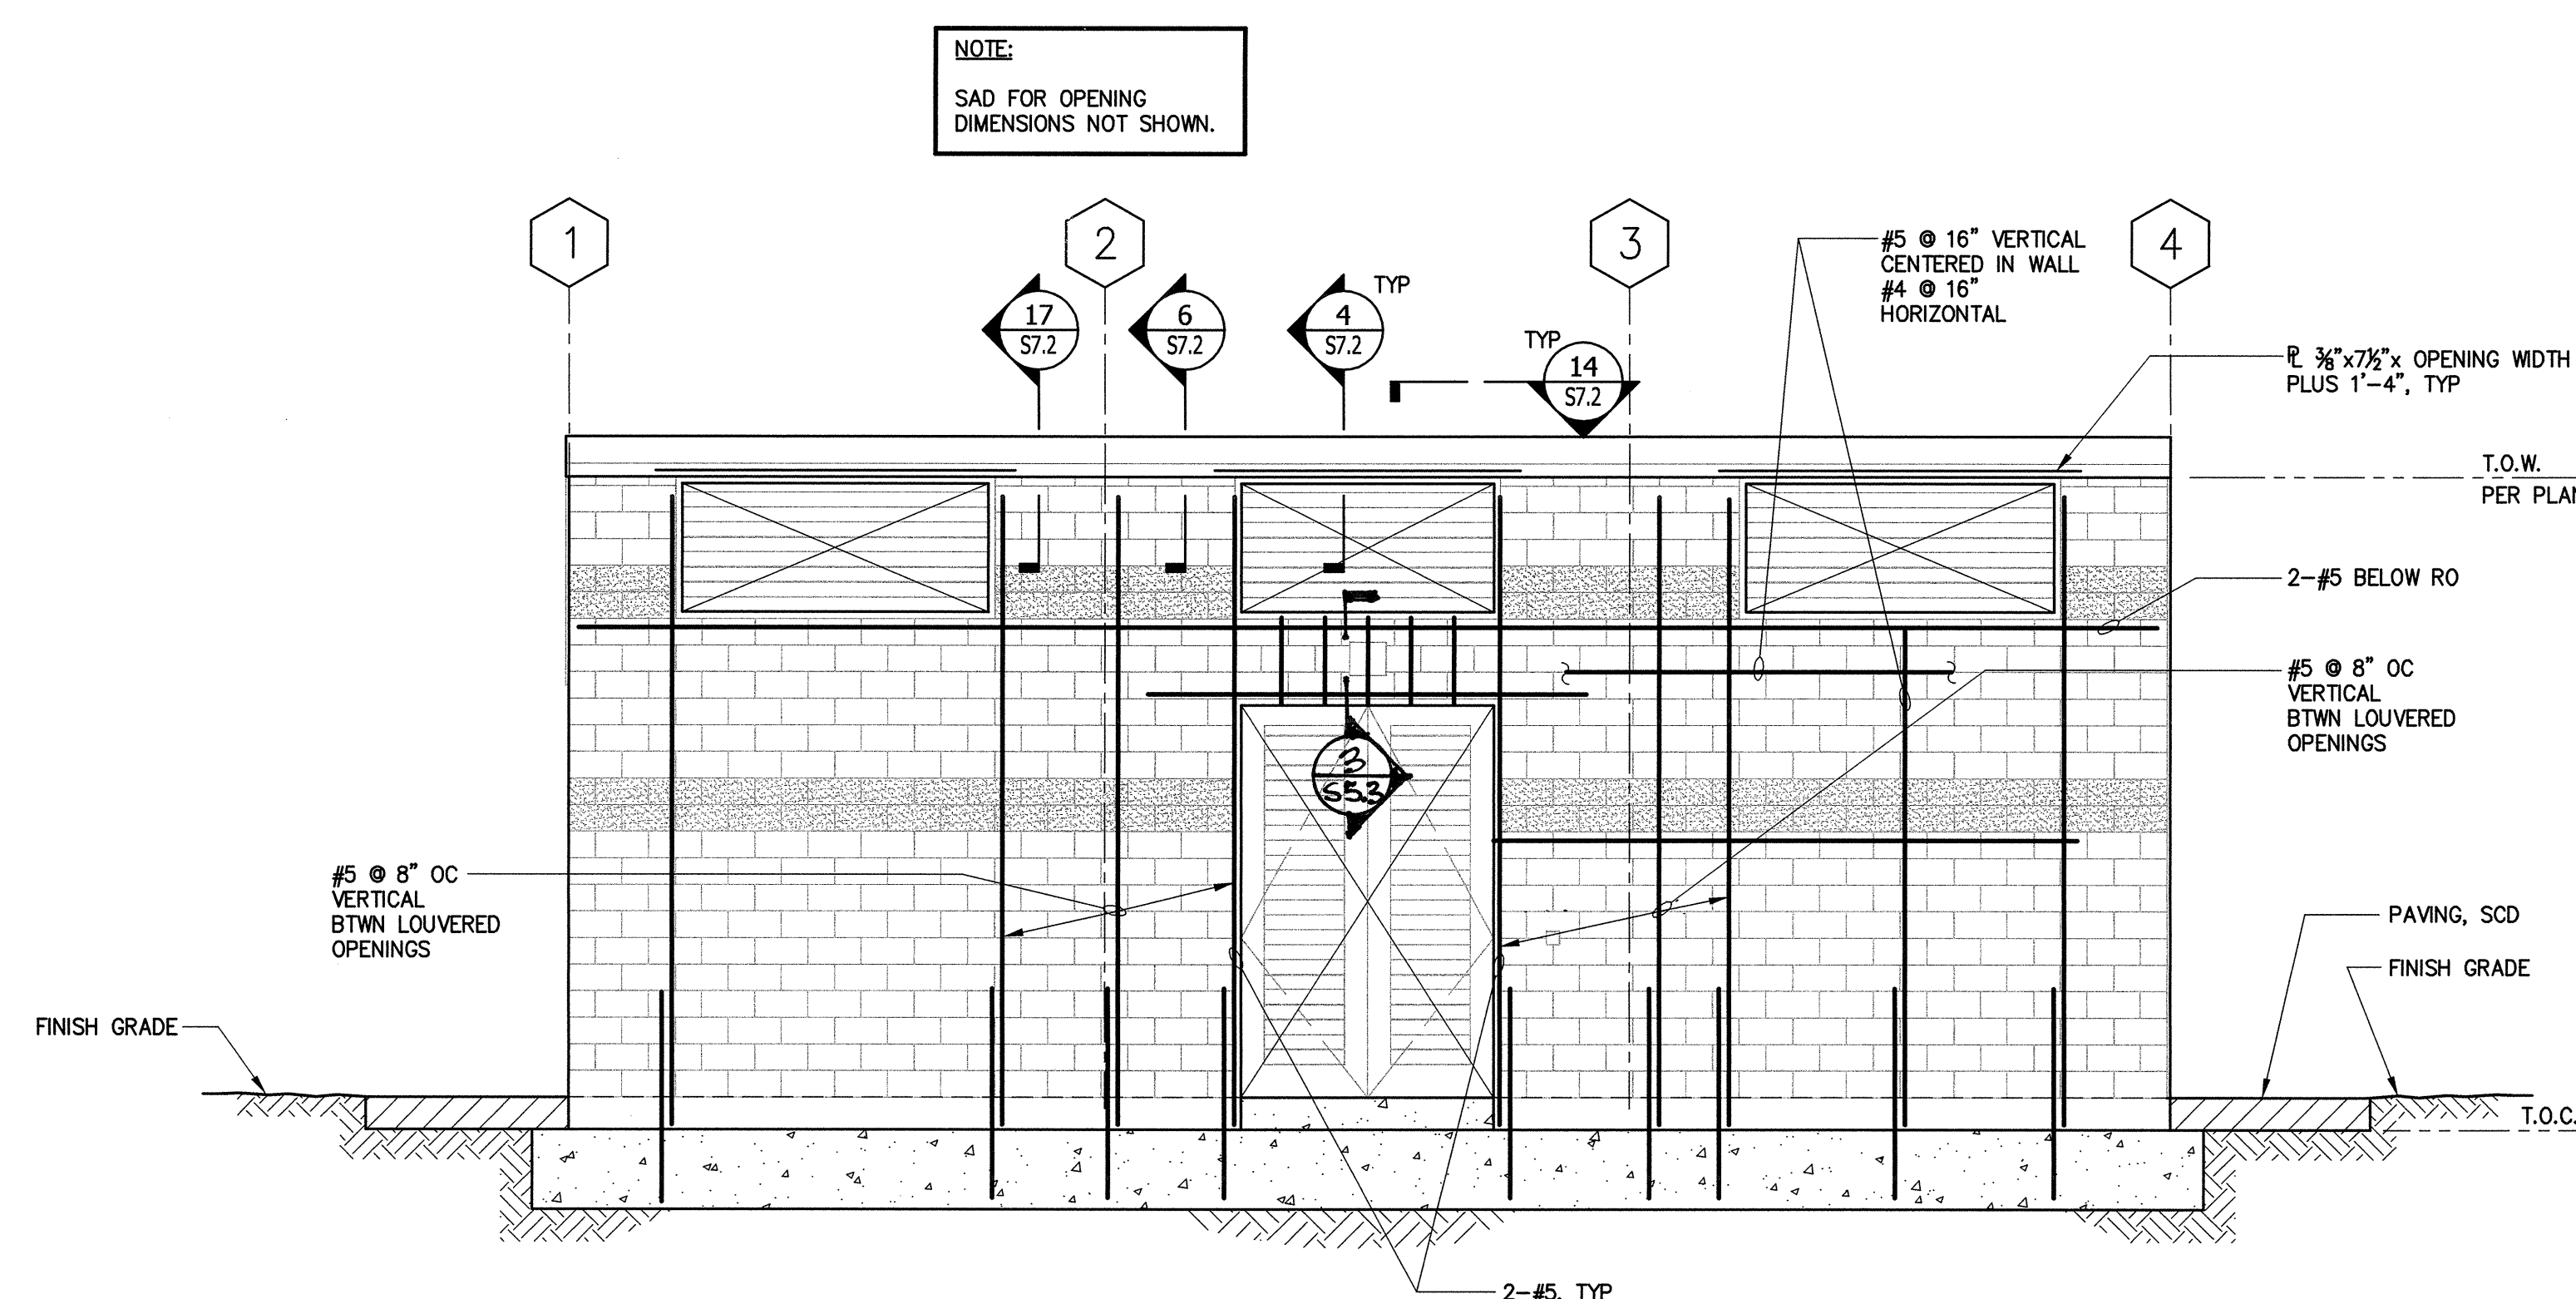 NOTE:
SAD FOR OPENING
DIMENSIONS NOT SHOWN.
1
2
3
4
#5 @ 16" VERTICAL
CENTERED IN WALL
#4 @ 16"
HORIZONTAL
17
S7.2
6
S7.2
4
S7.2
TYP
TYP
14
S7.2
℄ 3/8"x7½"x OPENING WIDTH
PLUS 1'-4", TYP
T.O.W.
PER PLAN
2-#5 BELOW RO
#5 @ 8" OC
VERTICAL
BTWN LOUVERED
OPENINGS
3
S5.3
#5 @ 8" OC
VERTICAL
BTWN LOUVERED
OPENINGS
PAVING, SCD
FINISH GRADE
FINISH GRADE
T.O.C.
2-#5, TYP